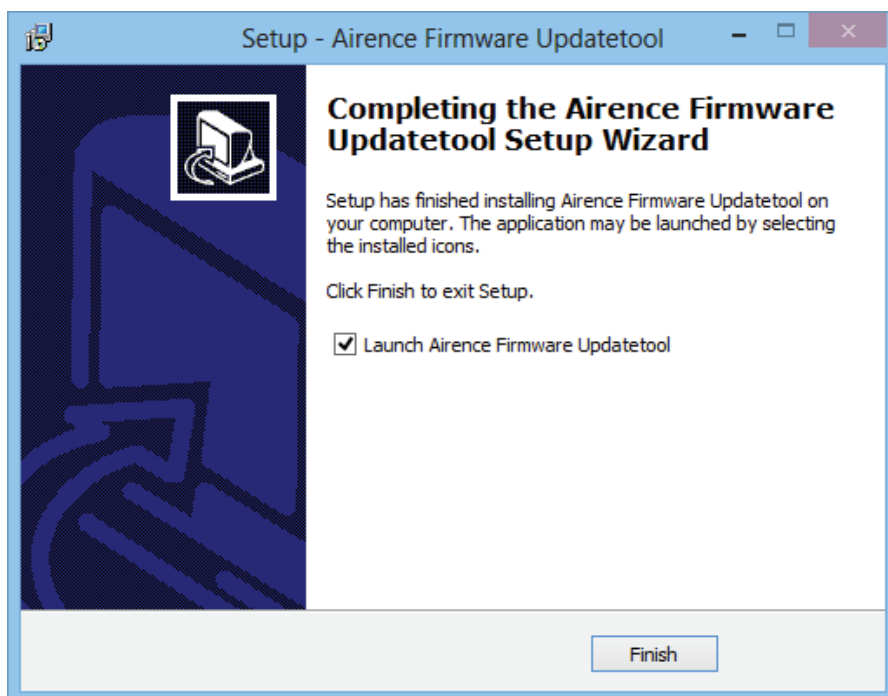 Setup - Airence Firmware Updatetool
Completing the Airence Firmware
Updatetool Setup Wizard
Setup has finished installing Airence Firmware Updatetool on
your computer. The application may be launched by selecting
the installed icons.
Click Finish to exit Setup.
Launch Airence Firmware Updatetool
Finish